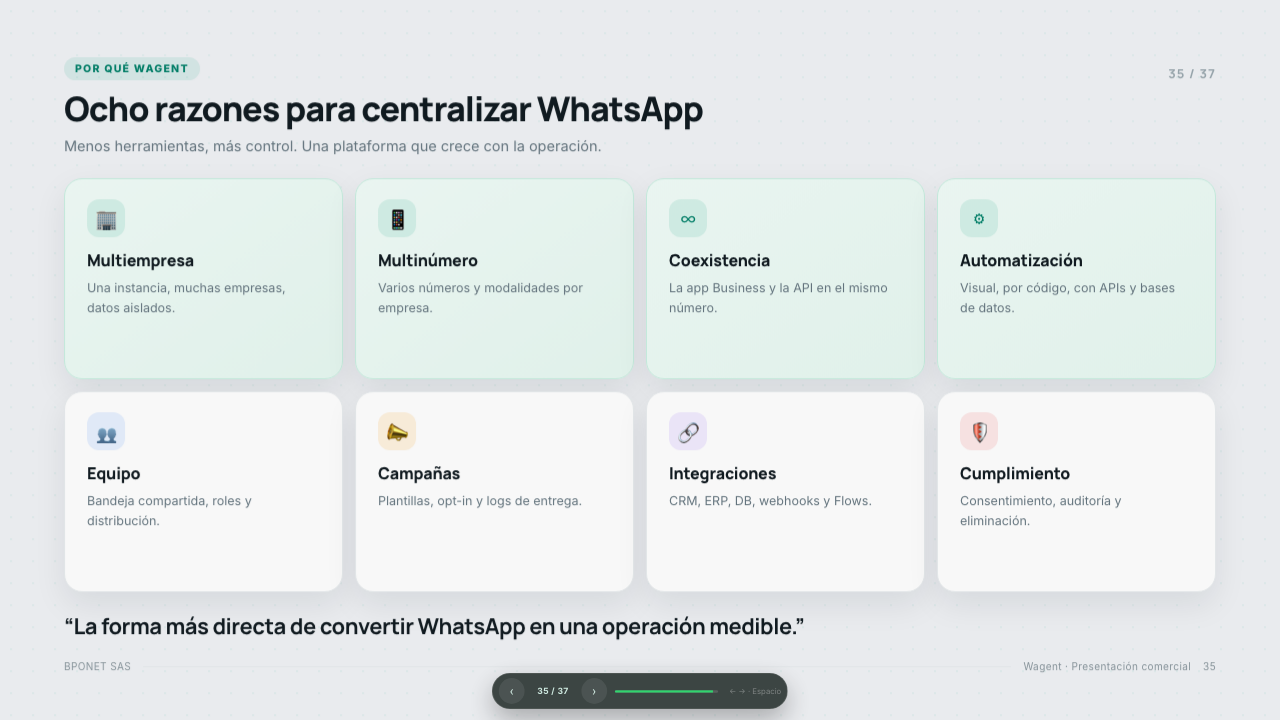 POR QUÉ WAGENT
35 / 37
Ocho razones para centralizar WhatsApp
Menos herramientas, más control. Una plataforma que crece con la operación.
Multiempresa
Una instancia, muchas empresas,
datos aislados.
Multinúmero
Varios números y modalidades por
empresa.
Coexistencia
La app Business y la API en el mismo
número.
Automatización
Visual, por código, con APIs y bases
de datos.
Equipo
Bandeja compartida, roles y
distribución.
Campañas
Plantillas, opt-in y logs de entrega.
Integraciones
CRM, ERP, DB, webhooks y Flows.
Cumplimiento
Consentimiento, auditoría y
eliminación.
“La forma más directa de convertir WhatsApp en una operación medible.”
BPONET SAS
Wagent · Presentación comercial 35
‹ 35 / 37 › ← → · Espacio